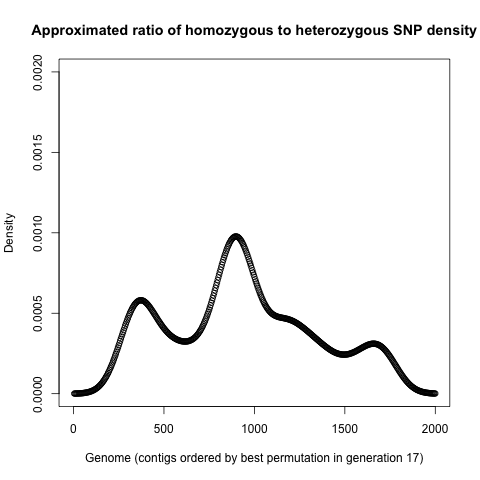 Approximated ratio of homozygous to heterozygous SNP density
0.0020
0.0015
0.0010
0.0005
0.0000
Density
0 500 1000 1500 2000
Genome (contigs ordered by best permutation in generation 17)